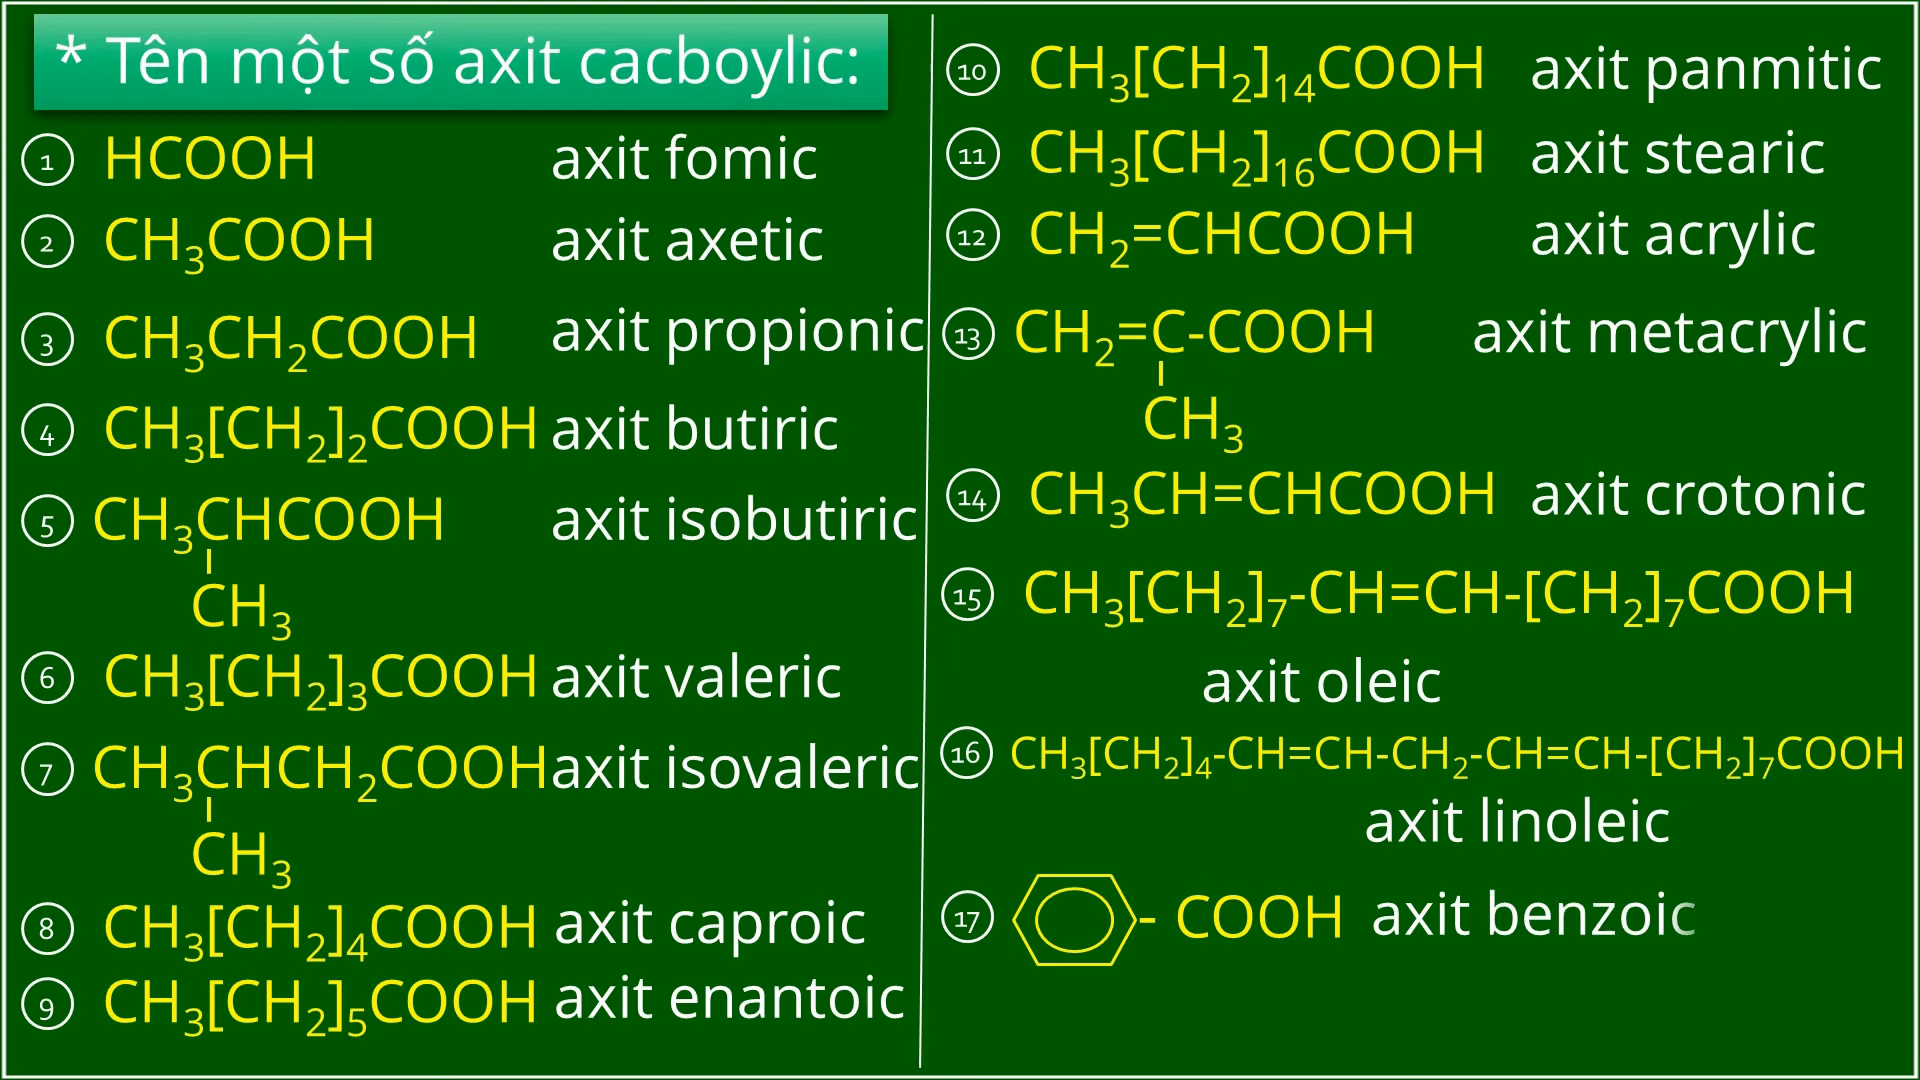 * Tên một số axit cacboylic:
1 HCOOH axit fomic
2 CH₃COOH axit axetic
3 CH₃CH₂COOH axit propionic
4 CH₃[CH₂]₂COOH axit butiric
5 CH₃CHCOOH axit isobutiric
CH₃
6 CH₃[CH₂]₃COOH axit valeric
7 CH₃CHCH₂COOH axit isovaleric
CH₃
8 CH₃[CH₂]₄COOH axit caproic
9 CH₃[CH₂]₅COOH axit enantoic
10 CH₃[CH₂]₁₄COOH axit panmitic
11 CH₃[CH₂]₁₆COOH axit stearic
12 CH₂=CHCOOH axit acrylic
13 CH₂=C-COOH axit metacrylic
CH₃
14 CH₃CH=CHCOOH axit crotonic
15 CH₃[CH₂]₇-CH=CH-[CH₂]₇COOH
axit oleic
16 CH₃[CH₂]₄-CH=CH-CH₂-CH=CH-[CH₂]₇COOH
axit linoleic
17 - COOH axit benzoic